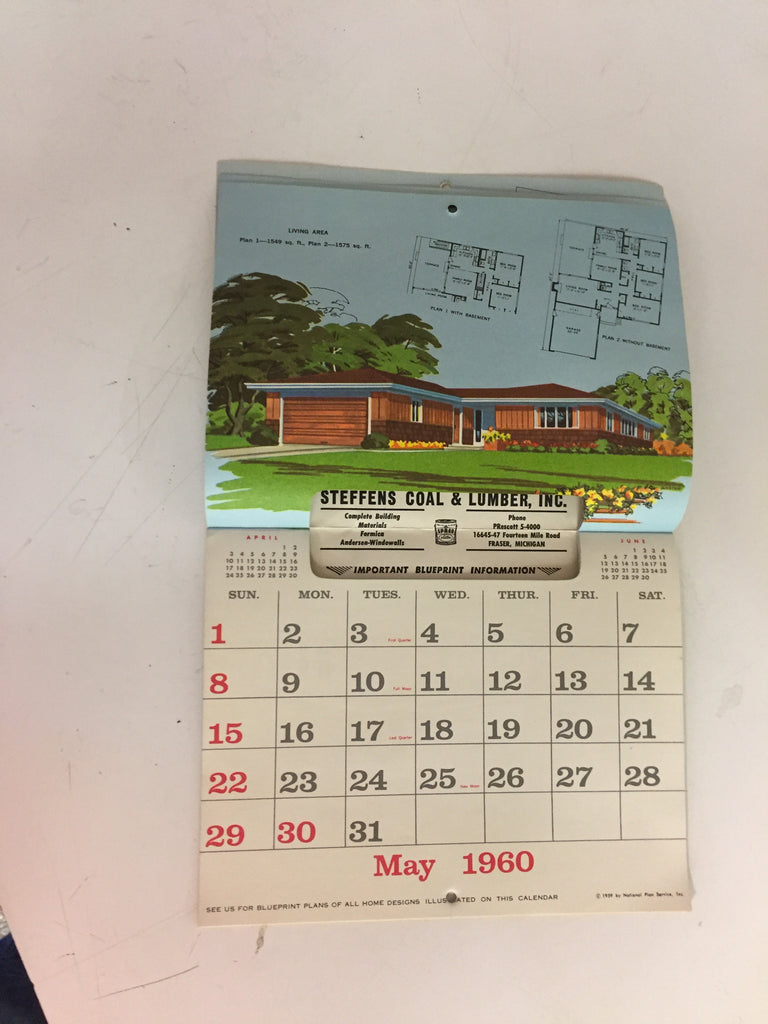 LIVING AREA
Plan 1—1549 sq. ft., Plan 2—1575 sq. ft.
PLAN 1 WITH BASEMENT
PLAN 2 WITHOUT BASEMENT
STEFFENS COAL & LUMBER, INC.
Complete Building
Materials
Formica
Andersen-Windowalls
Phone
PRescott 5-4000
16645-47 Fourteen Mile Road
FRASER, MICHIGAN
IMPORTANT BLUEPRINT INFORMATION
APRIL
1 2
3 4 5 6 7 8 9
10 11 12 13 14 15 16
17 18 19 20 21 22 23
24 25 26 27 28 29 30
JUNE
1 2 3 4
5 6 7 8 9 10 11
12 13 14 15 16 17 18
19 20 21 22 23 24 25
26 27 28 29 30
SUN. MON. TUES. WED. THUR. FRI. SAT.
1 2 3 First Quarter 4 5 6 7
8 9 10 Full Moon 11 12 13 14
15 16 17 Last Quarter 18 19 20 21
22 23 24 25 New Moon 26 27 28
29 30 31
May 1960
SEE US FOR BLUEPRINT PLANS OF ALL HOME DESIGNS ILLUSTRATED ON THIS CALENDAR
© 1959 by National Plan Service, Inc.